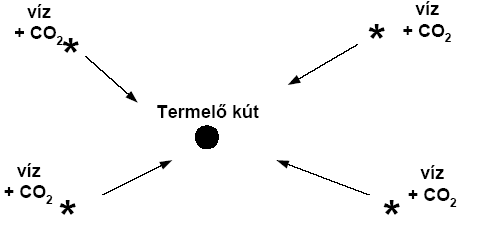 víz
+ CO₂ *
víz
* + CO₂
Termelő kút
víz
+ CO₂ *
víz
* + CO₂